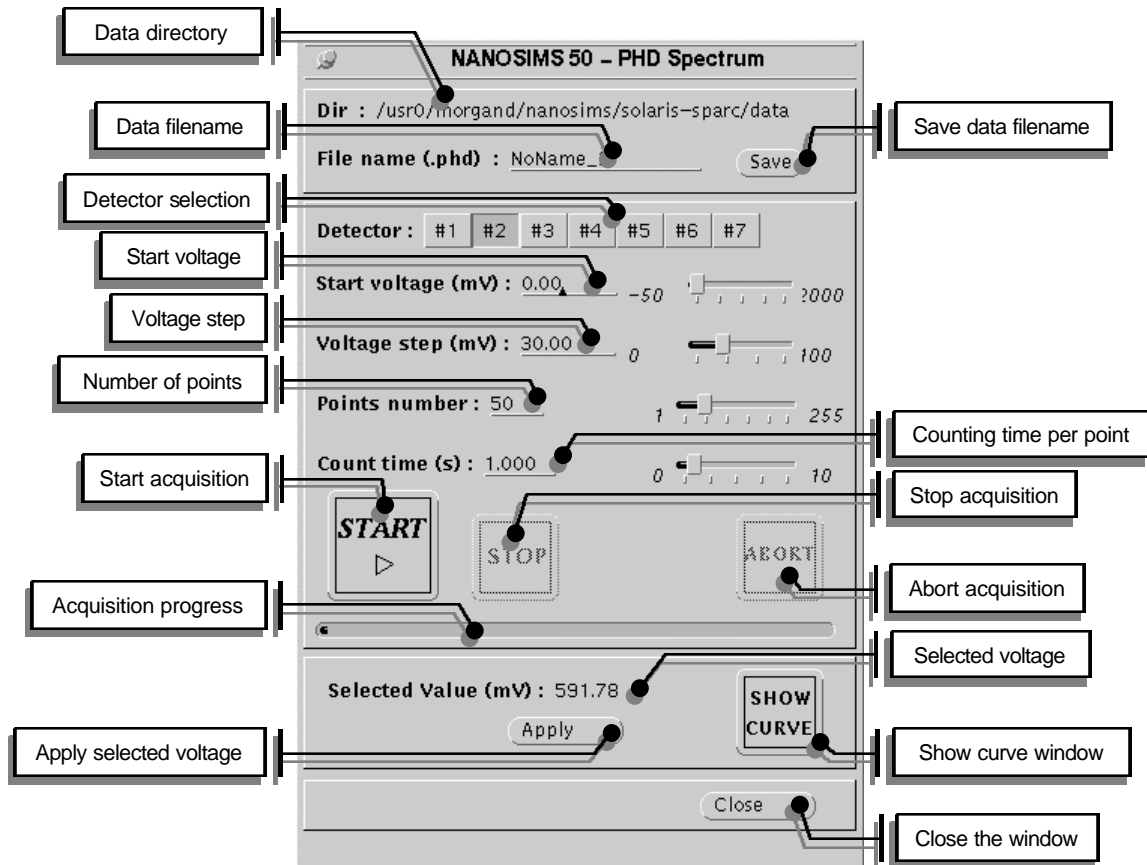 Data directory
NANOSIMS 50 – PHD Spectrum
Dir : /usr0/morgand/nanosims/solaris-sparc/data
Data filename
Save data filename
File name (.phd) : NoName_
Save
Detector selection
Detector : #1 #2 #3 #4 #5 #6 #7
Start voltage
Start voltage (mV) : 0.00 -50 2000
Voltage step
Voltage step (mV) : 30.00 0 100
Number of points
Points number : 50 1 255
Counting time per point
Count time (s) : 1.000 0 10
Start acquisition
Stop acquisition
START
STOP
ABORT
Abort acquisition
Acquisition progress
Selected voltage
Selected Value (mV) : 591.78
SHOW
CURVE
Apply
Apply selected voltage
Show curve window
Close
Close the window